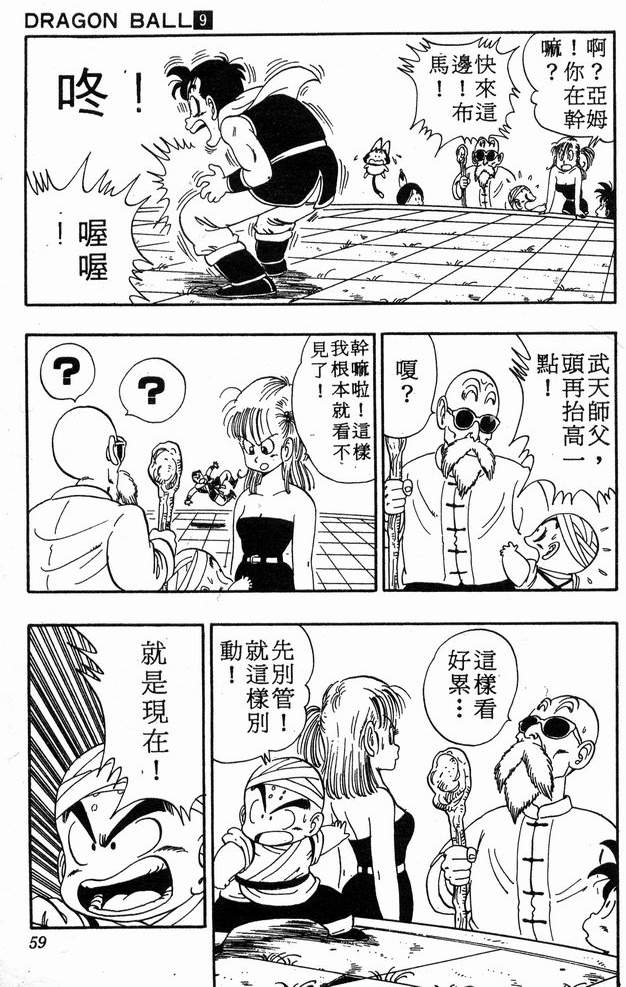 DRAGON BALL 9
啊？亞姆
！你在幹
嘛？
快來這
邊！布
馬！
咚！
喔喔
！
武天師父，
頭再抬高一
點！
嗄？
幹嘛啦！這樣
我根本就看不
見了！
？
？
這樣看
好累…
先別管！
就這樣別
動！
就是現在！
59